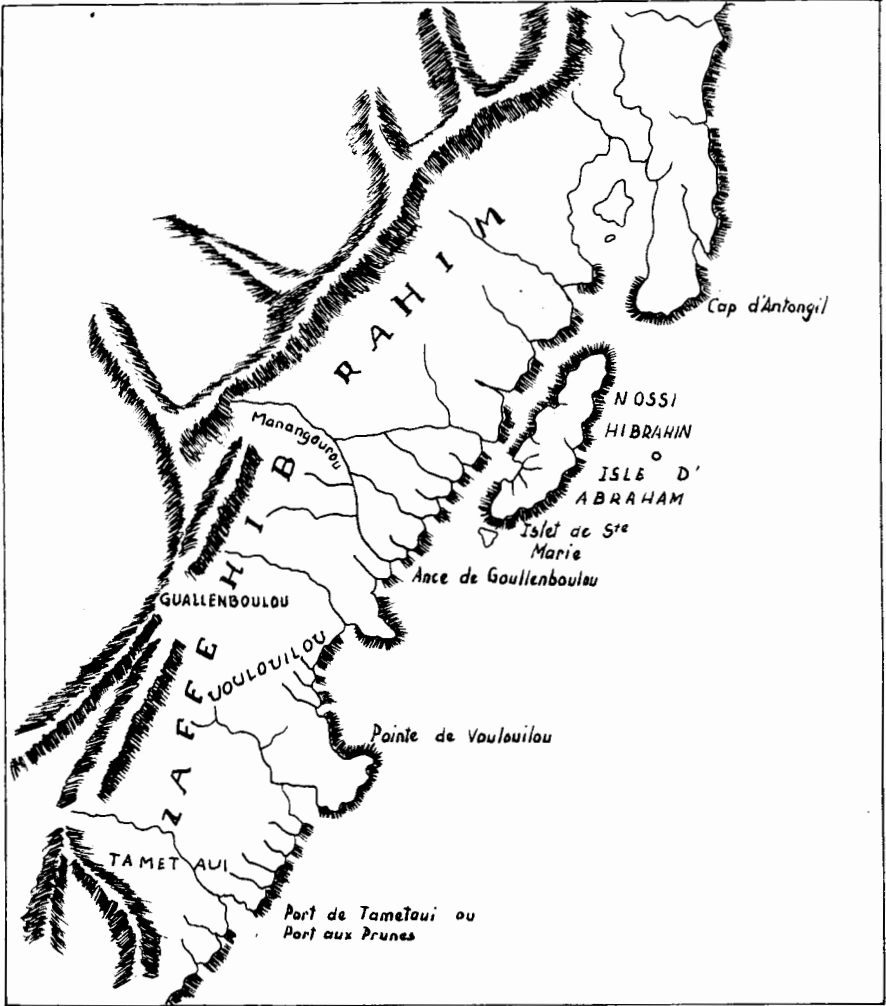 Cap d'Antongil
NOSSI
HIBRAHIN
o
ISLE D'
ABRAHAM
Islet de Ste
Marie
Manangourou
Ance de Goullenboulou
GUALLENBOULOU
VOULOUILOU
Pointe de Voulouilou
ZAFFE HIB RAHIM
TAMETAUI
Port de Tametaui ou
Port aux Prunes